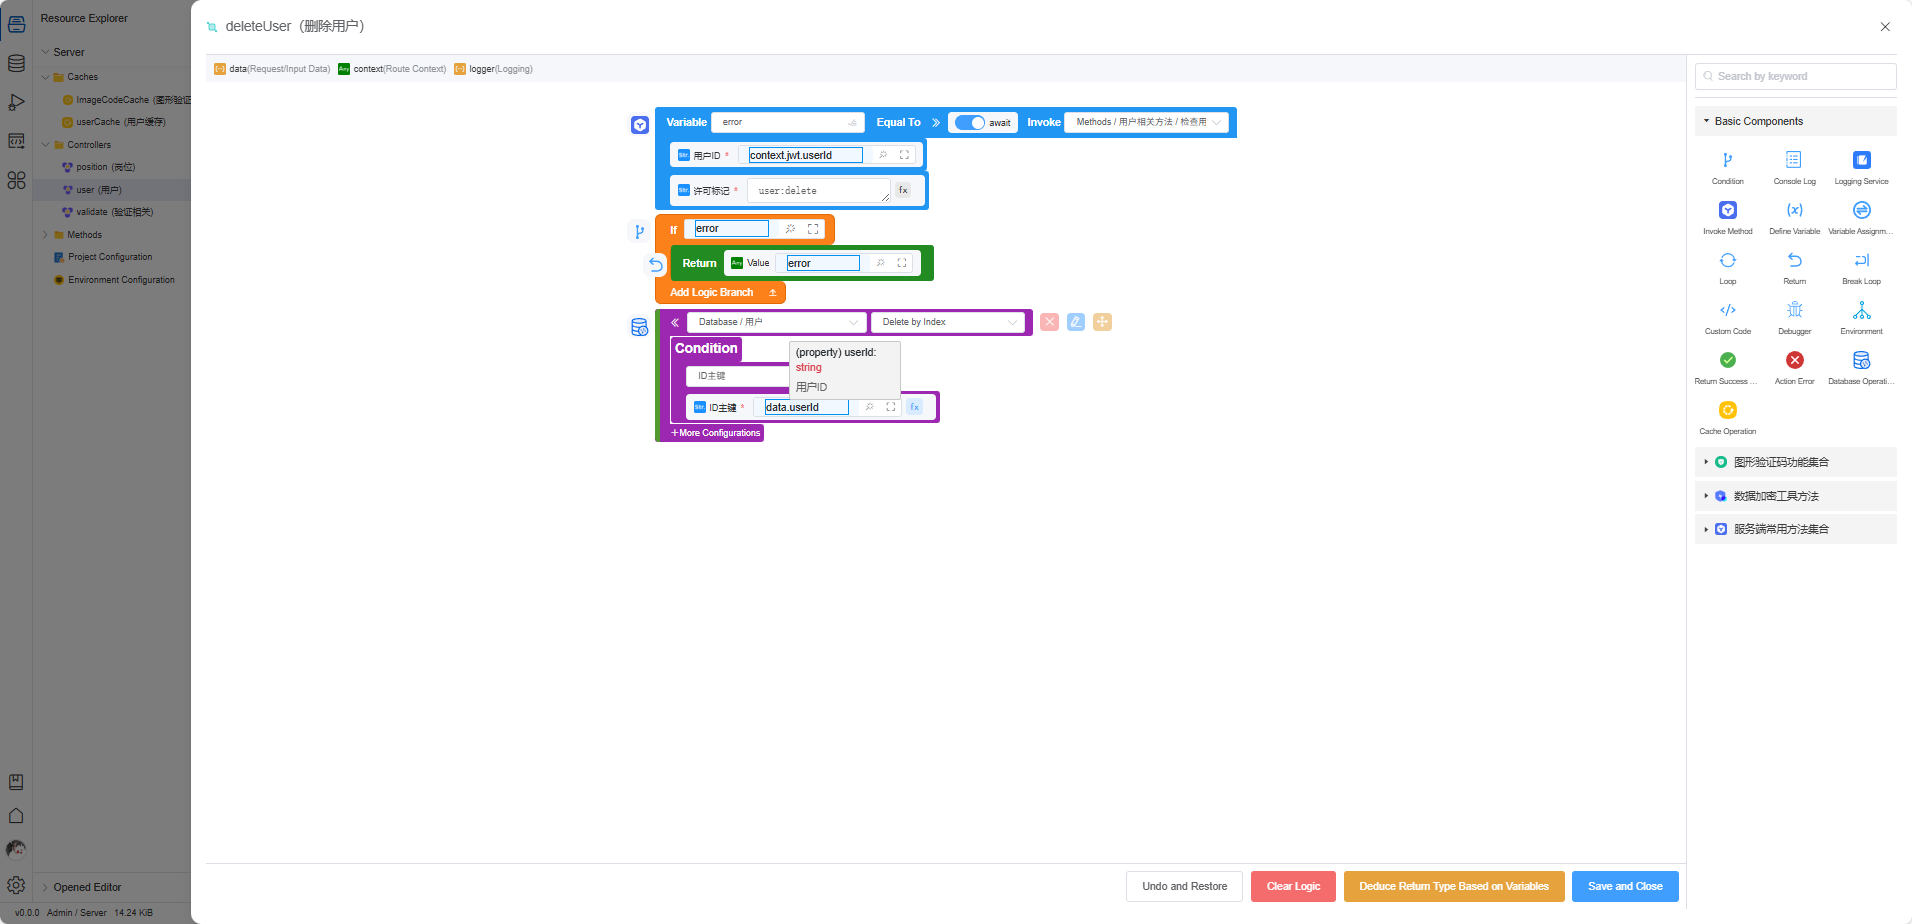 Resource Explorer
Server
Caches
ImageCodeCache (图形验证
userCache (用户缓存)
Controllers
position (岗位)
user (用户)
validate (验证相关)
Methods
Project Configuration
Environment Configuration
Opened Editor
v0.0.0 Admin / Server 14.24 KiB
deleteUser（删除用户）
data(Request/Input Data) Any context(Route Context) logger(Logging)
Variable error Equal To await Invoke Methods / 用户相关方法 / 检查用
Str. 用户ID * context.jwt.userId
Str. 许可标记 * user:delete fx
If error
Return Any Value error
Add Logic Branch
Database / 用户 Delete by Index
Condition
(property) userId:
string
用户ID
ID主键
Str. ID主键 * data.userId fx
+More Configurations
Search by keyword
Basic Components
Condition Console Log Logging Service
Invoke Method Define Variable Variable Assignm...
Loop Return Break Loop
Custom Code Debugger Environment
Return Success ... Action Error Database Operati...
Cache Operation
图形验证码功能集合
数据加密工具方法
服务端常用方法集合
Undo and Restore Clear Logic Deduce Return Type Based on Variables Save and Close